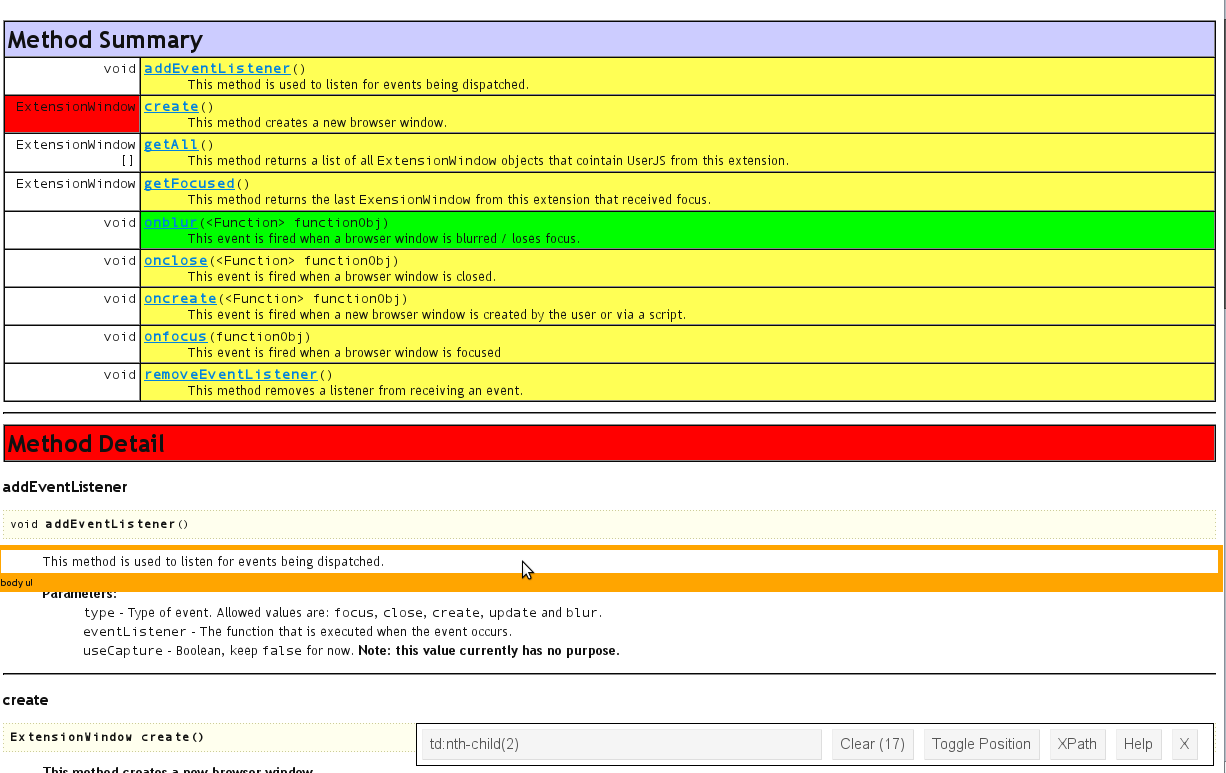 Method Summary
void addEventListener()
This method is used to listen for events being dispatched.
ExtensionWindow create()
This method creates a new browser window.
ExtensionWindow getAll()
[] This method returns a list of all ExtensionWindow objects that cointain UserJS from this extension.
ExtensionWindow getFocused()
This method returns the last ExensionWindow from this extension that received focus.
void onblur(<Function> functionObj)
This event is fired when a browser window is blurred / loses focus.
void onclose(<Function> functionObj)
This event is fired when a browser window is closed.
void oncreate(<Function> functionObj)
This event is fired when a new browser window is created by the user or via a script.
void onfocus(functionObj)
This event is fired when a browser window is focused
void removeEventListener()
This method removes a listener from receiving an event.
Method Detail
addEventListener
void addEventListener()
This method is used to listen for events being dispatched.
body ul
Parameters:
type - Type of event. Allowed values are: focus, close, create, update and blur.
eventListener - The function that is executed when the event occurs.
useCapture - Boolean, keep false for now. Note: this value currently has no purpose.
create
ExtensionWindow create()
td:nth-child(2) Clear (17) Toggle Position XPath Help X
This method creates a new browser window.